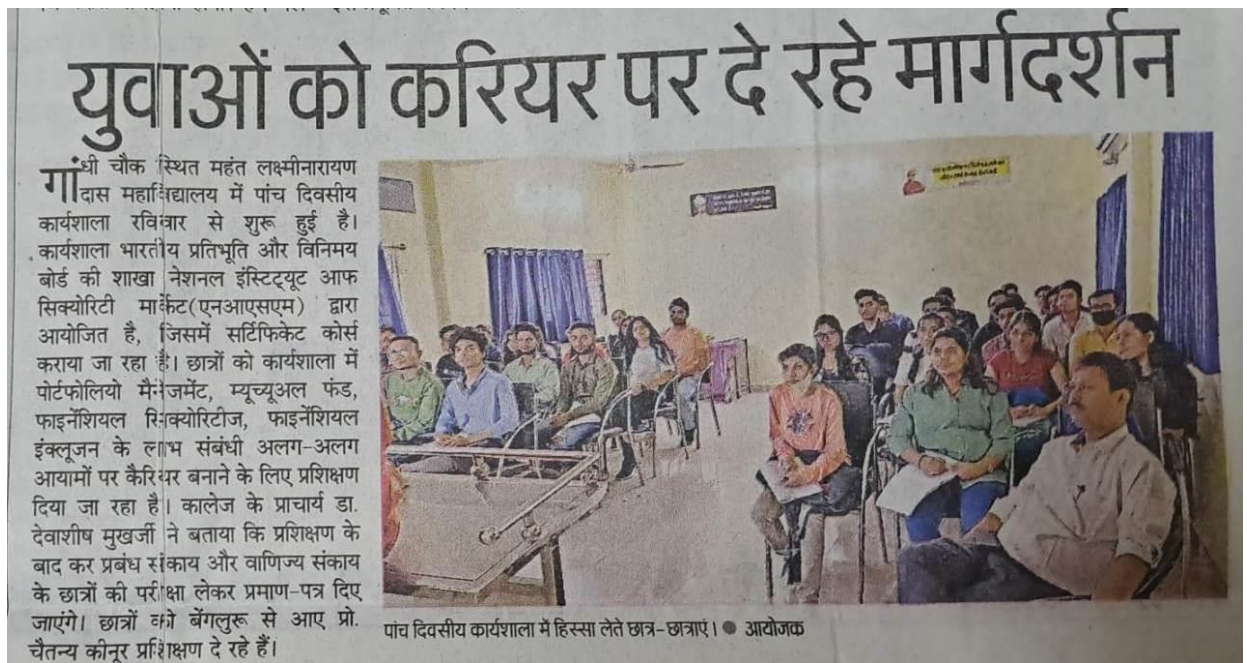 युवाओं को करियर पर दे रहे मार्गदर्शन
गांधी चौक स्थित महंत लक्ष्मीनारायण
दास महाविद्यालय में पांच दिवसीय
कार्यशाला रविवार से शुरू हुई है।
कार्यशाला भारतीय प्रतिभूति और विनिमय
बोर्ड की शाखा नेशनल इंस्टिट्यूट आफ
सिक्योरिटी मार्केट(एनआएसएम) द्वारा
आयोजित है, जिसमें सर्टिफिकेट कोर्स
कराया जा रहा है। छात्रों को कार्यशाला में
पोर्टफोलियो मैनेजमेंट, म्यूच्यूअल फंड,
फाइनेंशियल सिक्योरिटीज, फाइनेंशियल
इंक्लूजन के लाभ संबंधी अलग-अलग
आयामों पर कैरियर बनाने के लिए प्रशिक्षण
दिया जा रहा है। कालेज के प्राचार्य डा.
देवाशीष मुखर्जी ने बताया कि प्रशिक्षण के
बाद कर प्रबंध संकाय और वाणिज्य संकाय
के छात्रों की परीक्षा लेकर प्रमाण-पत्र दिए
जाएंगे। छात्रों को बेंगलुरू से आए प्रो.
चैतन्य कीनूर प्रशिक्षण दे रहे हैं।
पांच दिवसीय कार्यशाला में हिस्सा लेते छात्र-छात्राएं। ● आयोजक